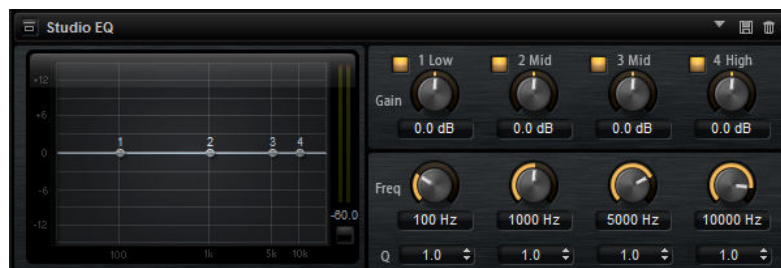 Studio EQ
+12
+6
0
-6
-12
1 2 3 4
100 1k 5k 10k
-60.0
1 Low 2 Mid 3 Mid 4 High
Gain
0.0 dB 0.0 dB 0.0 dB 0.0 dB
Freq
100 Hz 1000 Hz 5000 Hz 10000 Hz
Q 1.0 1.0 1.0 1.0